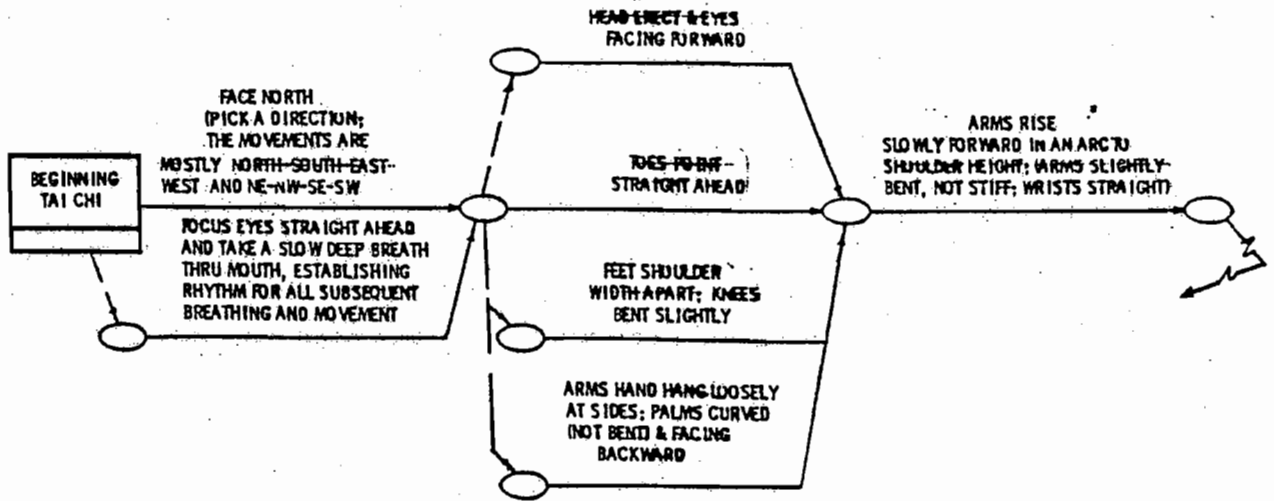 BEGINNING
TAI CHI
FACE NORTH
(PICK A DIRECTION;
THE MOVEMENTS ARE
MOSTLY NORTH-SOUTH-EAST-
WEST AND NE-NW-SE-SW
FOCUS EYES STRAIGHT AHEAD
AND TAKE A SLOW DEEP BREATH
THRU MOUTH, ESTABLISHING
RHYTHM FOR ALL SUBSEQUENT
BREATHING AND MOVEMENT
HEAD ERECT & EYES
FACING FORWARD
TOES POINT
STRAIGHT AHEAD
FEET SHOULDER
WIDTH APART; KNEES
BENT SLIGHTLY
ARMS HAND HANG LOOSELY
AT SIDES; PALMS CURVED
(NOT BENT) & FACING
BACKWARD
ARMS RISE
SLOWLY FORWARD IN AN ARC TO
SHOULDER HEIGHT; (ARMS SLIGHTLY
BENT, NOT STIFF; WRISTS STRAIGHT)